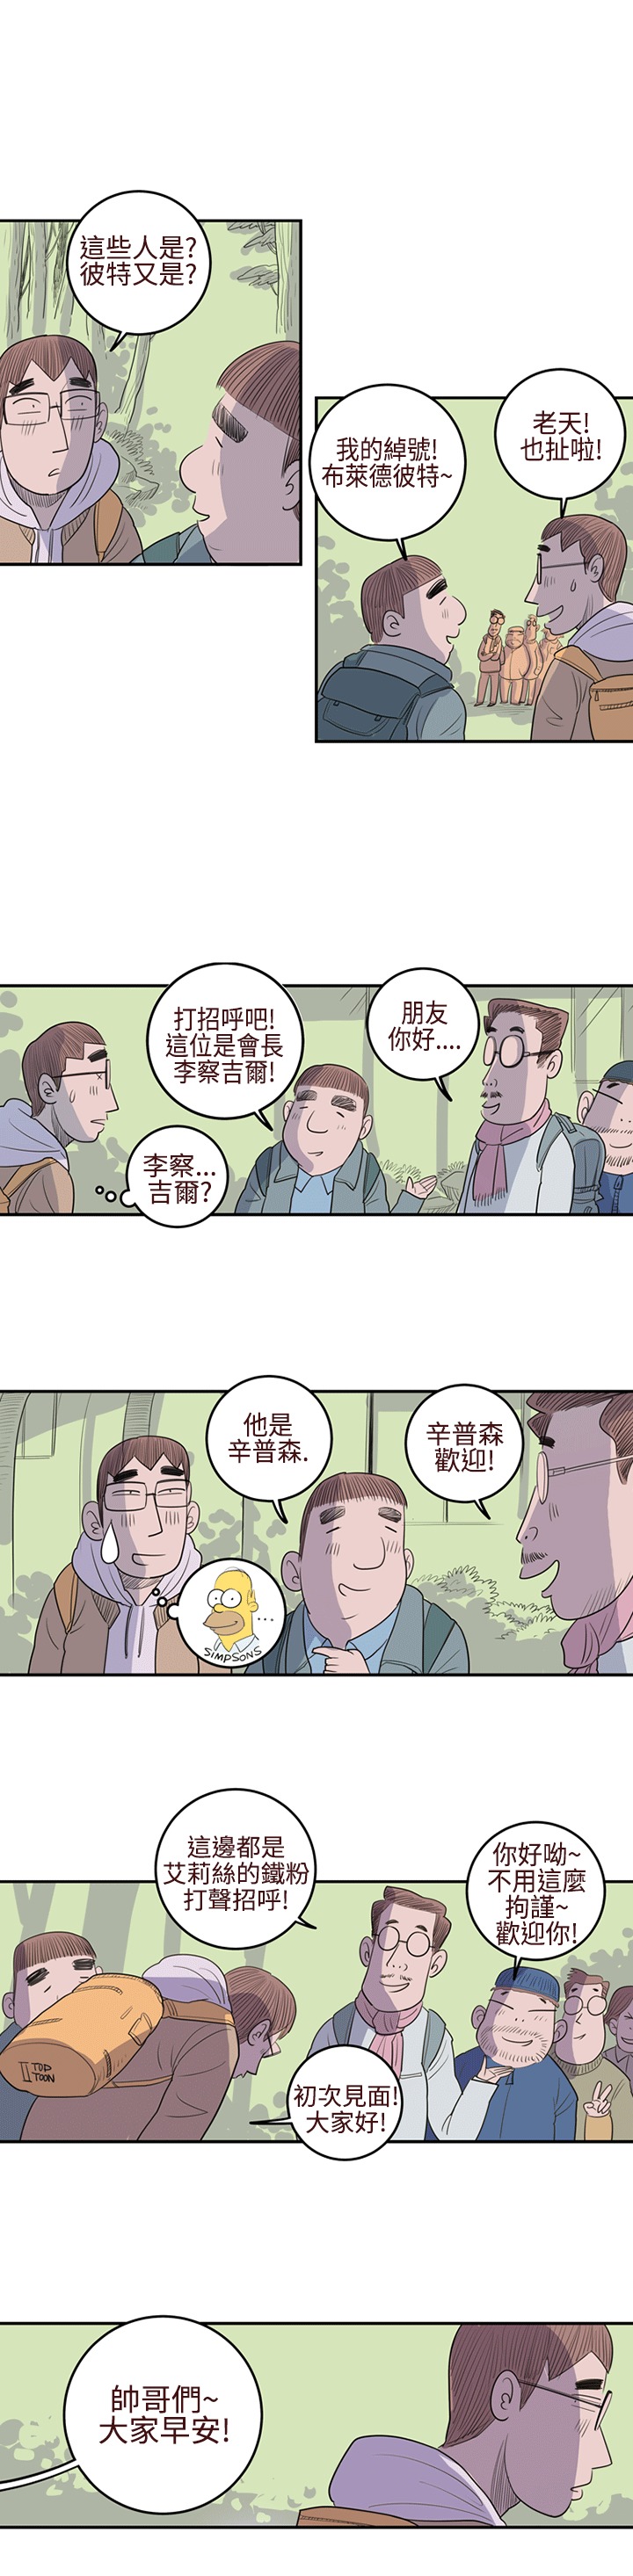 這些人是?
彼特又是?
老天!
也扯啦!
我的綽號!
布萊德彼特~
打招呼吧!
這位是會長
李察吉爾!
朋友
你好....
李察...
吉爾?
他是
辛普森.
辛普森
歡迎!
...
SIMPSONS
這邊都是
艾莉絲的鐵粉
打聲招呼!
你好呦~
不用這麼
拘謹~
歡迎你!
TOP
TOON
初次見面!
大家好!
帥哥們~
大家早安!